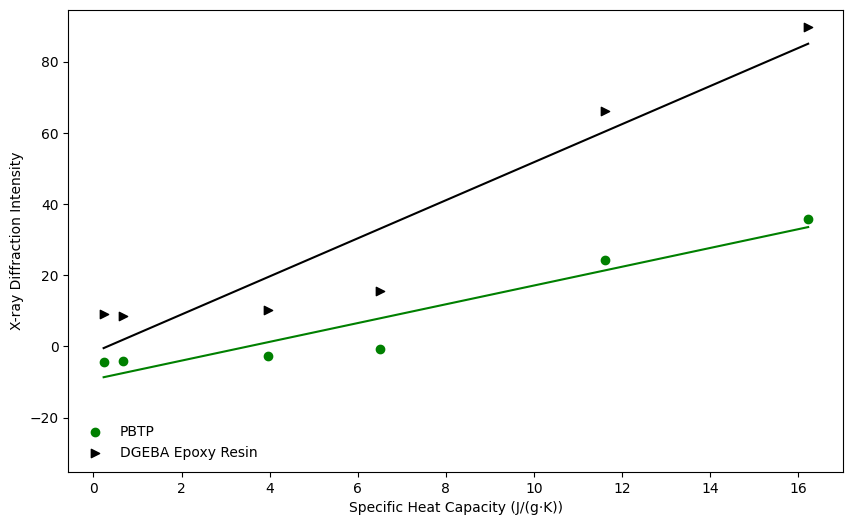 80
60
40
20
0
−20
X-ray Diffraction Intensity
PBTP
DGEBA Epoxy Resin
0 2 4 6 8 10 12 14 16
Specific Heat Capacity (J/(g·K))